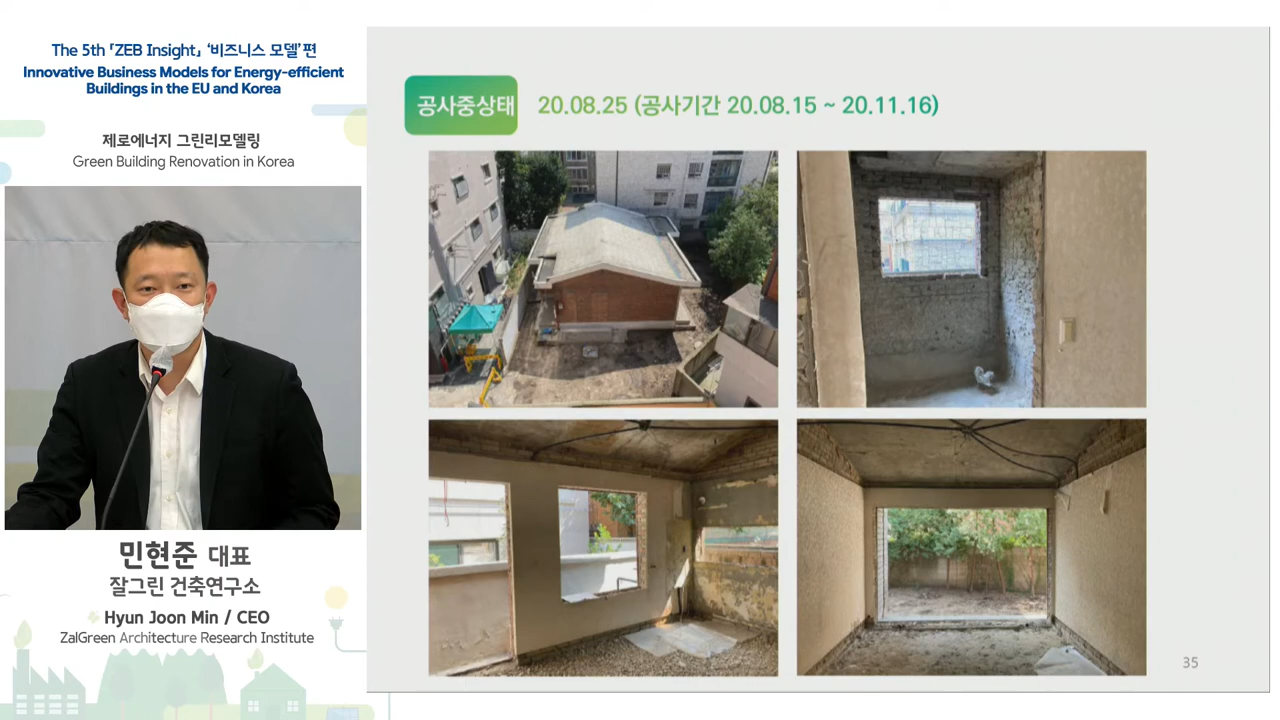 The 5th 「ZEB Insight」 ‘비즈니스 모델’ 편
Innovative Business Models for Energy-efficient
Buildings in the EU and Korea
제로에너지 그린리모델링
Green Building Renovation in Korea
민현준 대표
잘그린 건축연구소
Hyun Joon Min / CEO
ZalGreen Architecture Research Institute
공사중상태 20.08.25 (공사기간 20.08.15 ~ 20.11.16)
35